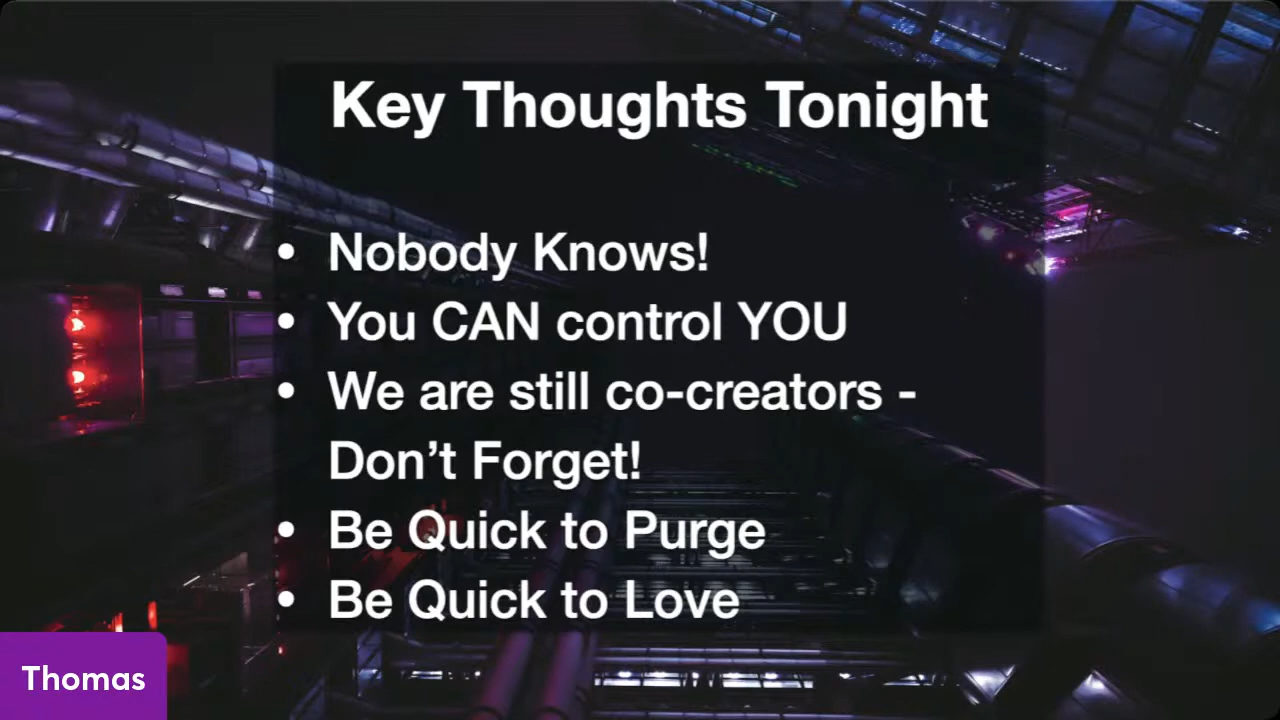 Key Thoughts Tonight
• Nobody Knows!
• You CAN control YOU
• We are still co-creators -
Don’t Forget!
• Be Quick to Purge
• Be Quick to Love
Thomas